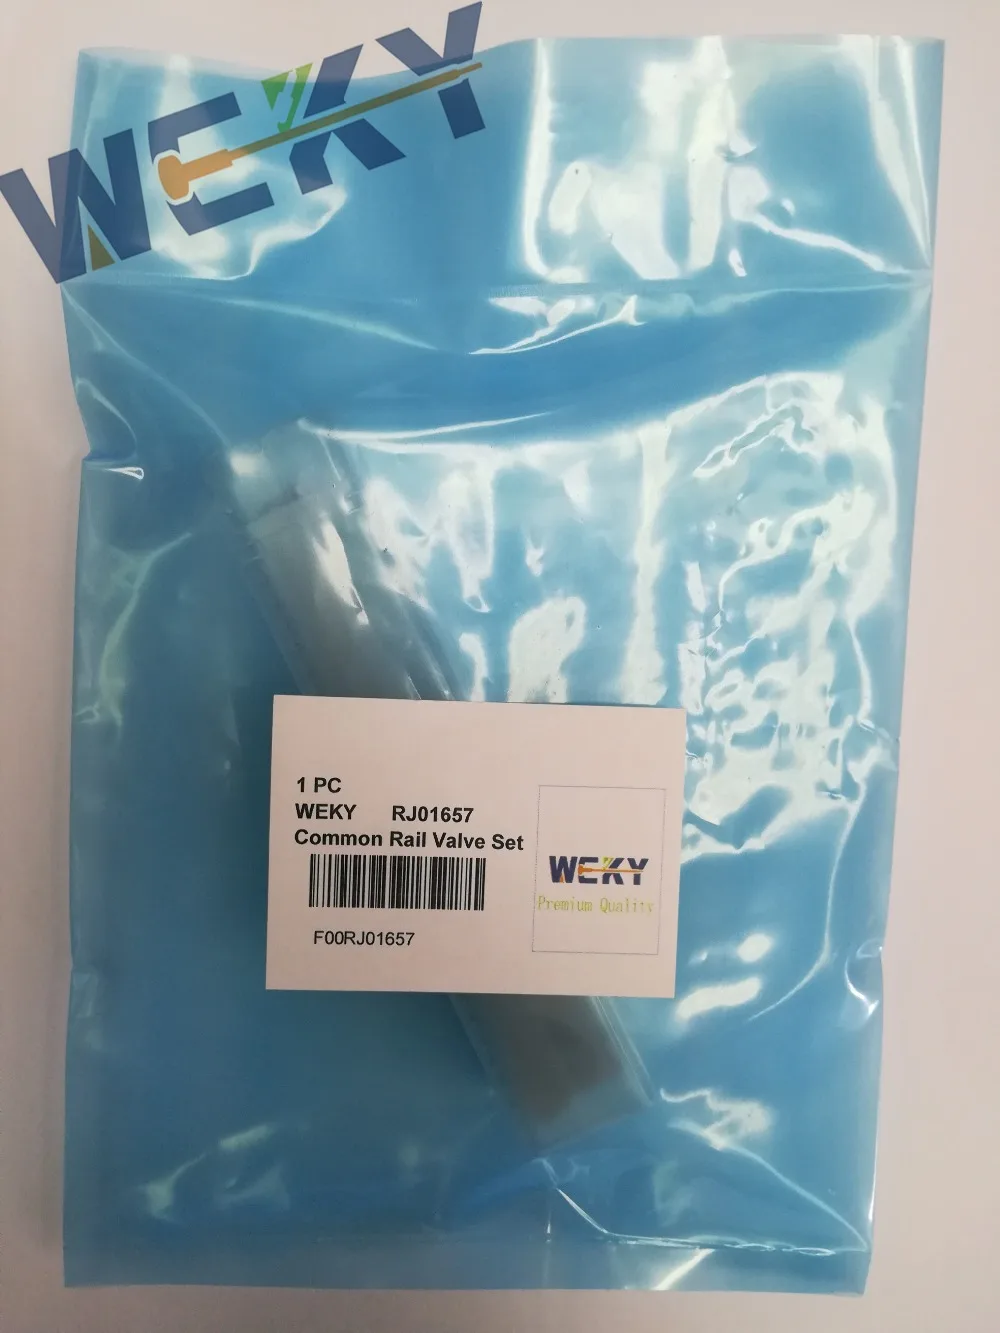 WEKY
1 PC
WEKY RJ01657
Common Rail Valve Set
F00RJ01657
WEKY
Premium Quality